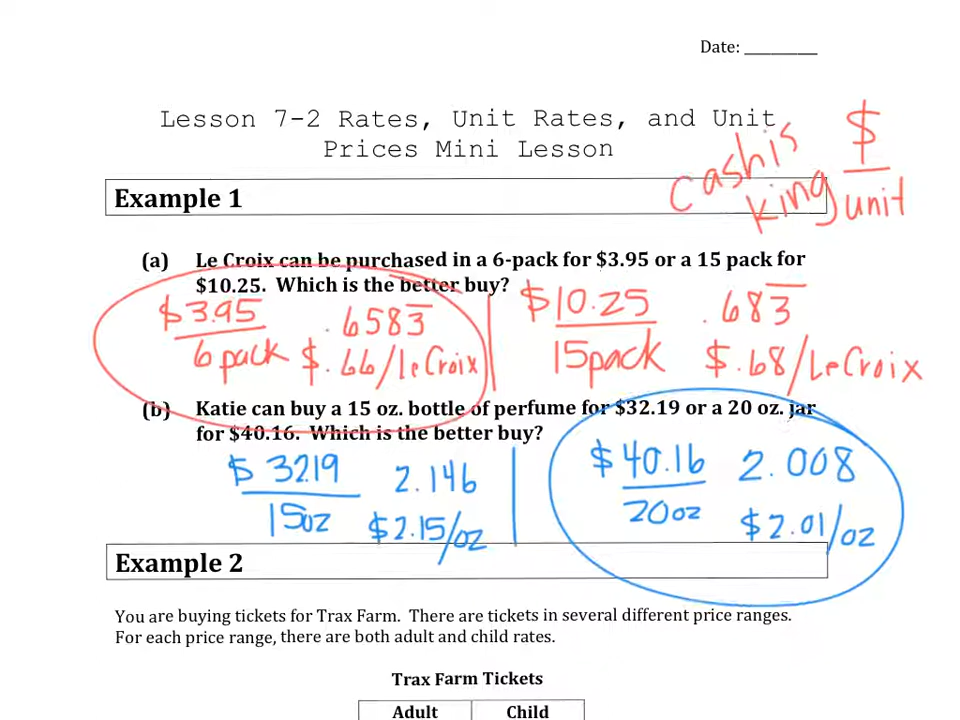 Date: ___________
Lesson 7-2 Rates, Unit Rates, and Unit
Prices Mini Lesson
Cash is
king
$
unit
Example 1
(a) Le Croix can be purchased in a 6-pack for $3.95 or a 15 pack for
$10.25. Which is the better buy?
$3.95 .6583̅
6 pack $.66/leCroix
$10.25 .683̅
15pack $.68/LeCroix
(b) Katie can buy a 15 oz. bottle of perfume for $32.19 or a 20 oz. jar
for $40.16. Which is the better buy?
$ 32.19 2.146
15oz $2.15/oz
$40.16 2.008
20oz $2.01/oz
Example 2
You are buying tickets for Trax Farm. There are tickets in several different price ranges.
For each price range, there are both adult and child rates.
Trax Farm Tickets
Adult Child